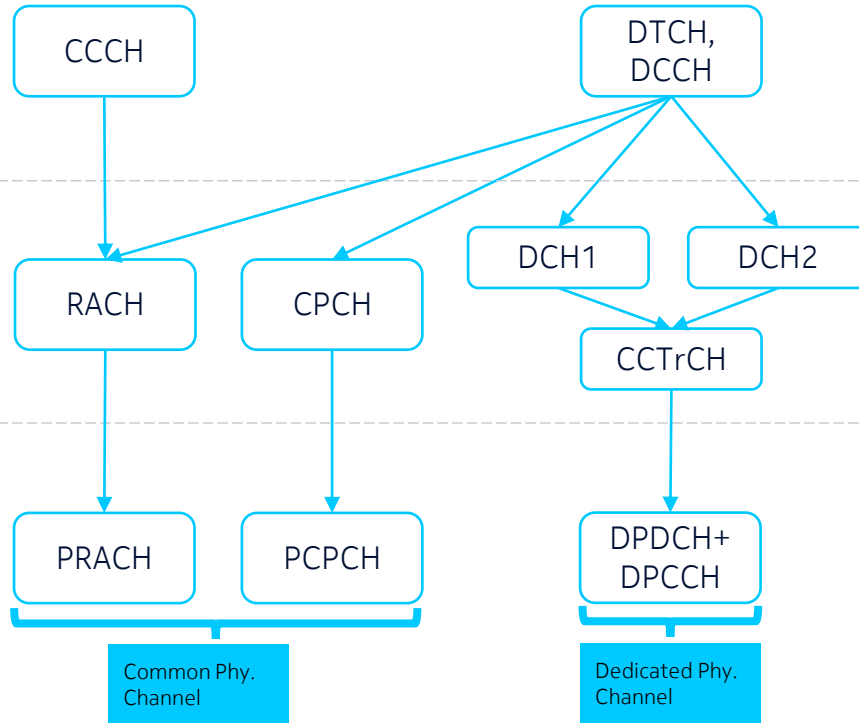 CCCH
DTCH,
DCCH
DCH1
DCH2
RACH
CPCH
CCTrCH
PRACH
PCPCH
DPDCH+
DPCCH
Common Phy.
Channel
Dedicated Phy.
Channel